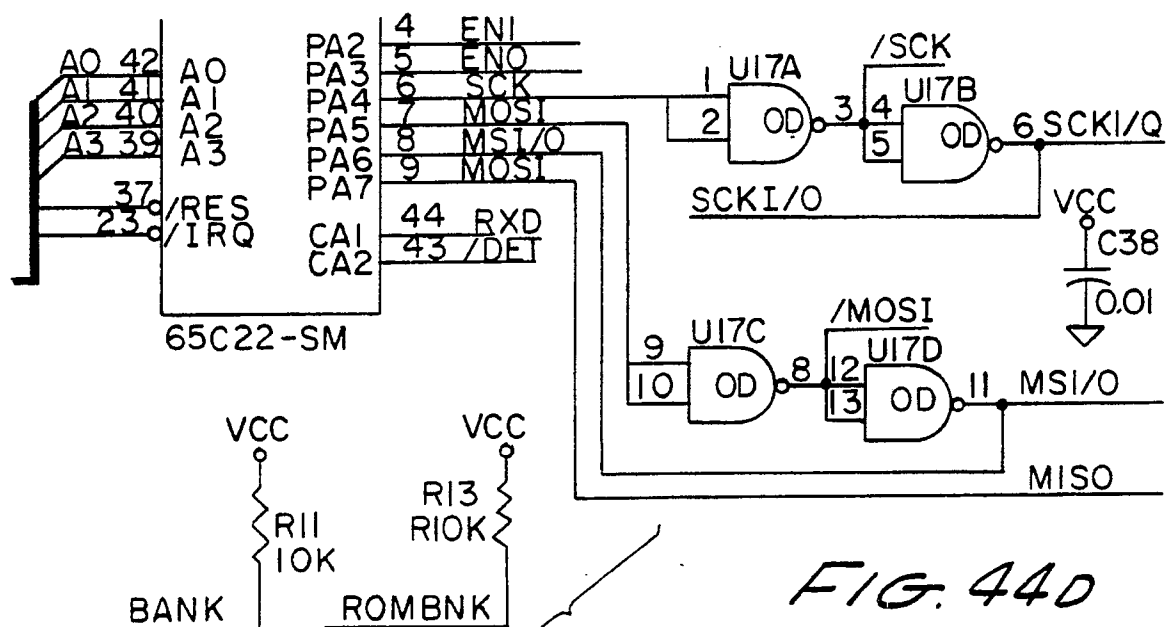 4 EN1
PA2
5 ENO
PA3
6 SCK
PA4
7 MOSI
PA5
8 MSI/O
PA6
9 MOSI
PA7
44 RXD
CA1
43 /DET
CA2
A0 42 A0
A1 41 A1
A2 40 A2
A3 39 A3
37 /RES
23 /IRQ
65C22-SM
1 U17A
2 OD 3
/SCK
4 U17B
5 OD 6 SCKI/Q
SCKI/O
VCC
C38
0.01
/MOSI
9 U17C
10 OD 8
12 U17D
13 OD 11 MSI/O
MISO
VCC
R11
10K
BANK
VCC
R13
R10K
ROMBNK
FIG. 44D